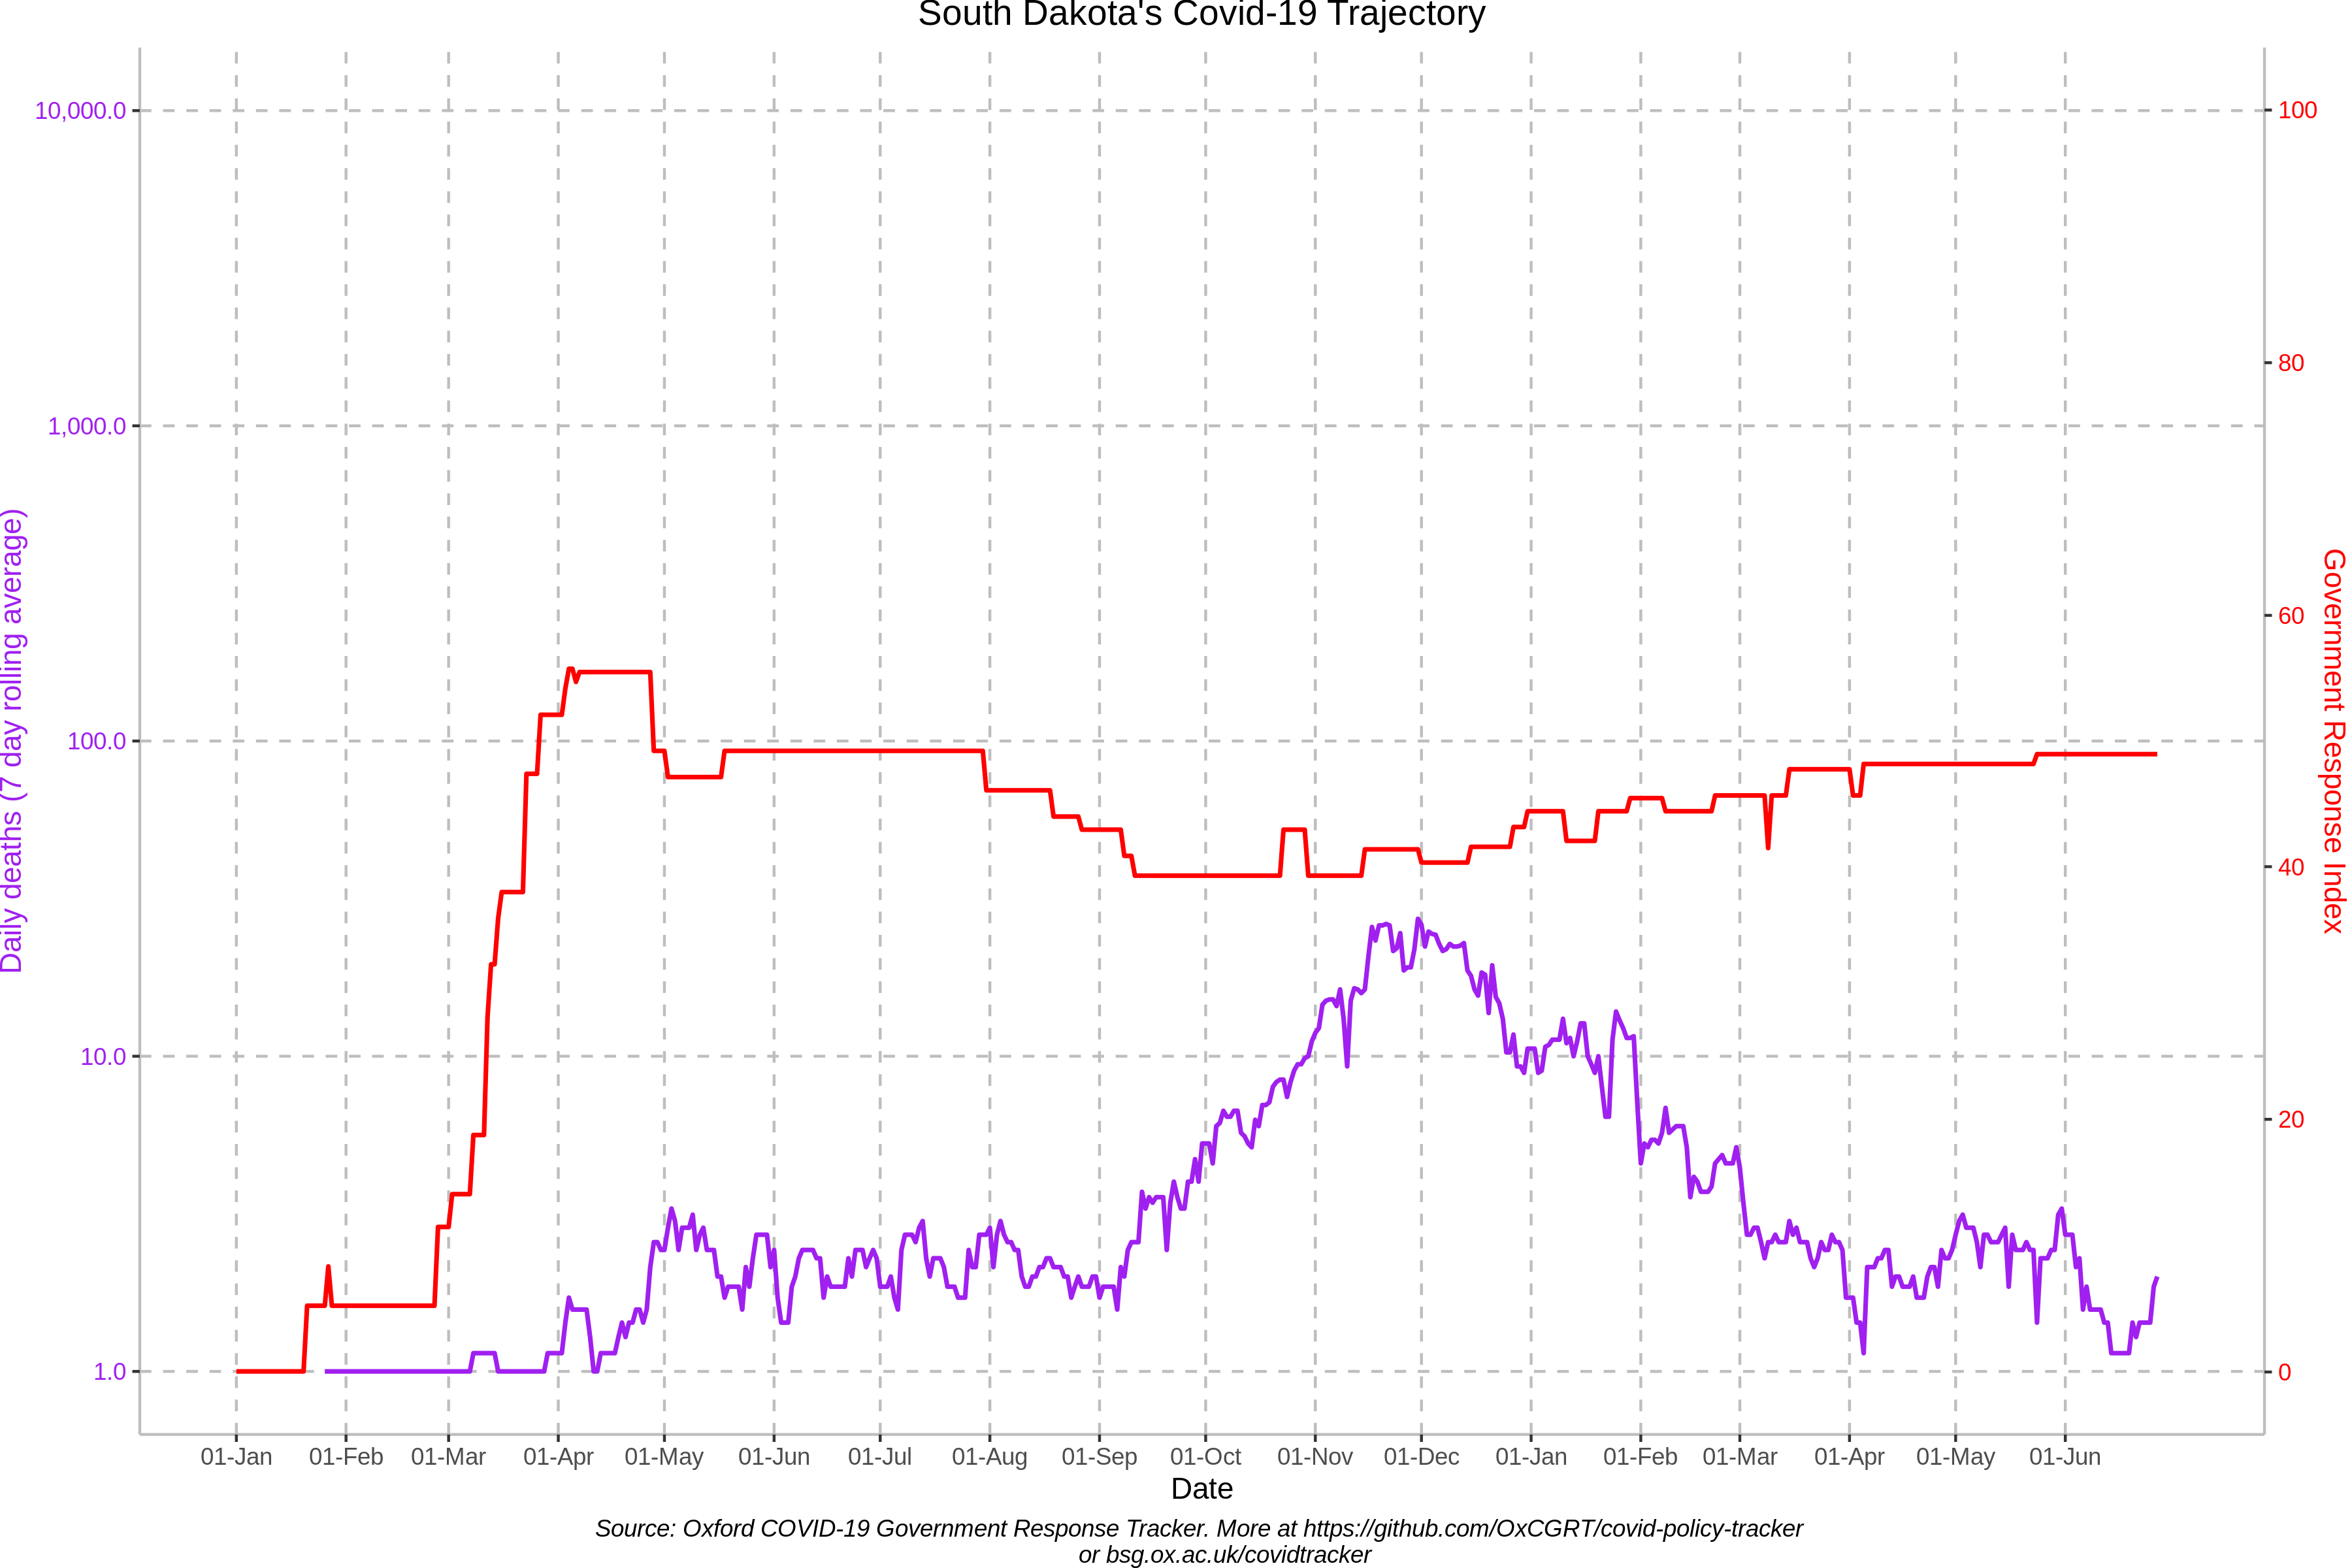 South Dakota's Covid-19 Trajectory
10,000.0
1,000.0
100.0
10.0
1.0
Daily deaths (7 day rolling average)
100
80
60
40
20
0
Government Response Index
01-Jan 01-Feb 01-Mar 01-Apr 01-May 01-Jun 01-Jul 01-Aug 01-Sep 01-Oct 01-Nov 01-Dec 01-Jan 01-Feb 01-Mar 01-Apr 01-May 01-Jun
Date
Source: Oxford COVID-19 Government Response Tracker. More at https://github.com/OxCGRT/covid-policy-tracker
or bsg.ox.ac.uk/covidtracker